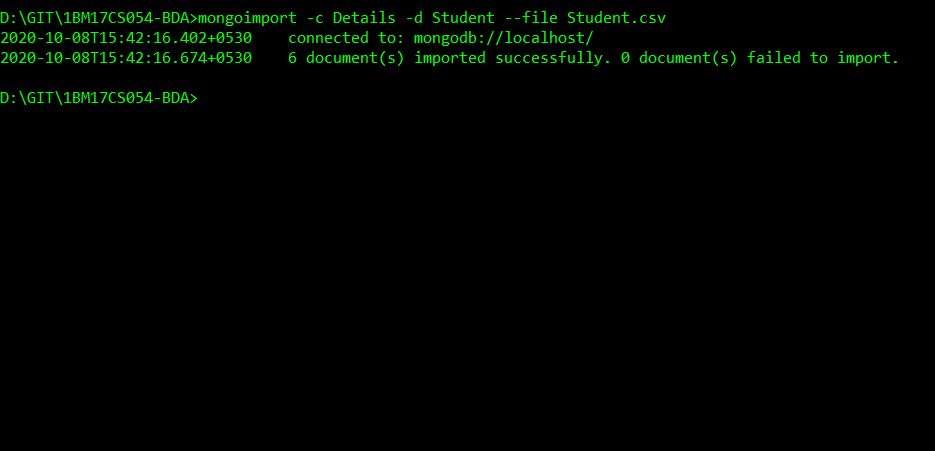 D:\GIT\1BM17CS054-BDA>mongoimport -c Details -d Student --file Student.csv
2020-10-08T15:42:16.402+0530    connected to: mongodb://localhost/
2020-10-08T15:42:16.674+0530    6 document(s) imported successfully. 0 document(s) failed to import.
D:\GIT\1BM17CS054-BDA>